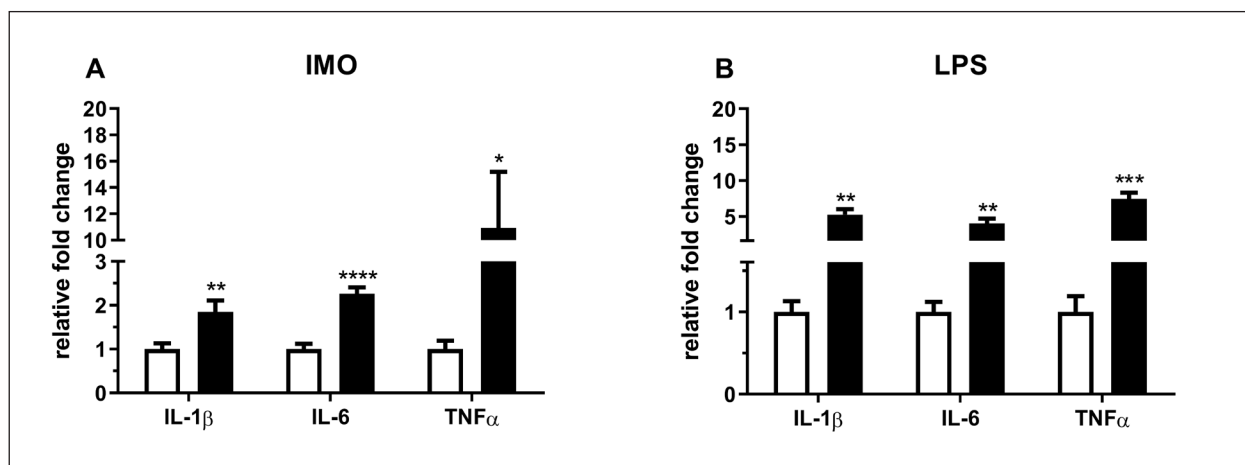 A
IMO
relative fold change
20
18
16
14
12
10
3
2
1
0
**
****
*
IL-1β
IL-6
TNFα
B
LPS
relative fold change
20
15
10
5
1
0
**
**
***
IL-1β
IL-6
TNFα